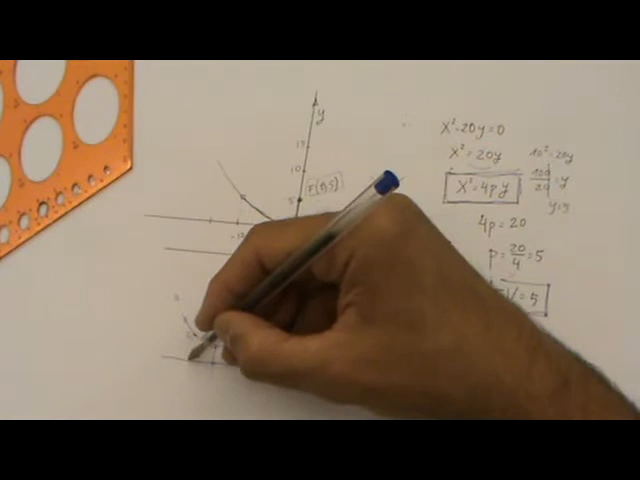 y
15
10
5
F(0,5)
-10
x²-20y=0
x²=20y
x²=4py
4p=20
p=20/4=5
=5
10²=20y
100/20=y
y=5